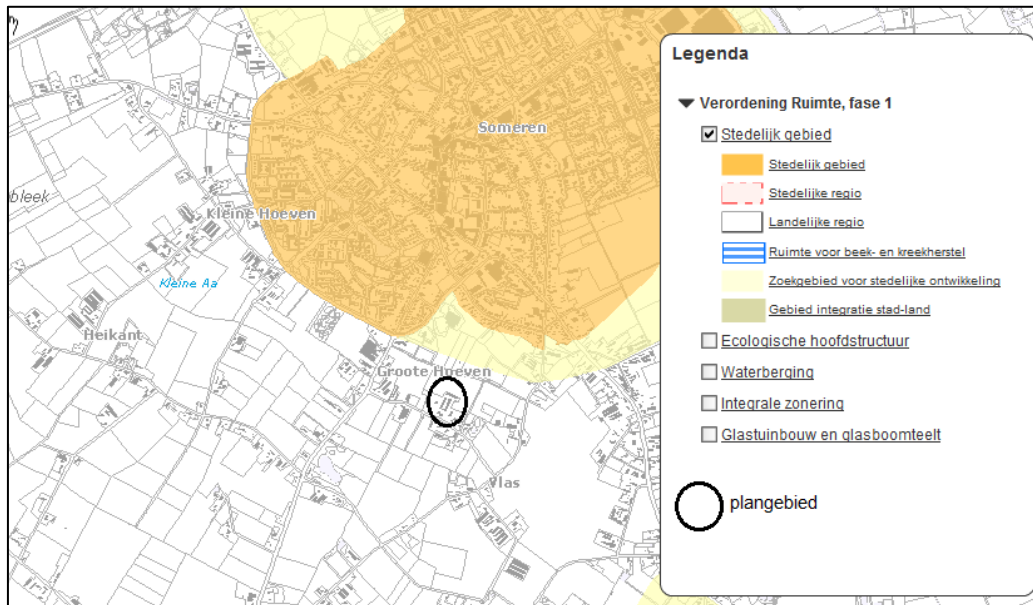 Someren
bleek
Kleine Hoeven
Kleine Aa
Heikant
Groote Hoeven
Vlas
Legenda
Verordening Ruimte, fase 1
Stedelijk gebied
Stedelijk gebied
Stedelijke regio
Landelijke regio
Ruimte voor beek- en kreekherstel
Zoekgebied voor stedelijke ontwikkeling
Gebied integratie stad-land
Ecologische hoofdstructuur
Waterberging
Integrale zonering
Glastuinbouw en glasboomteelt
plangebied